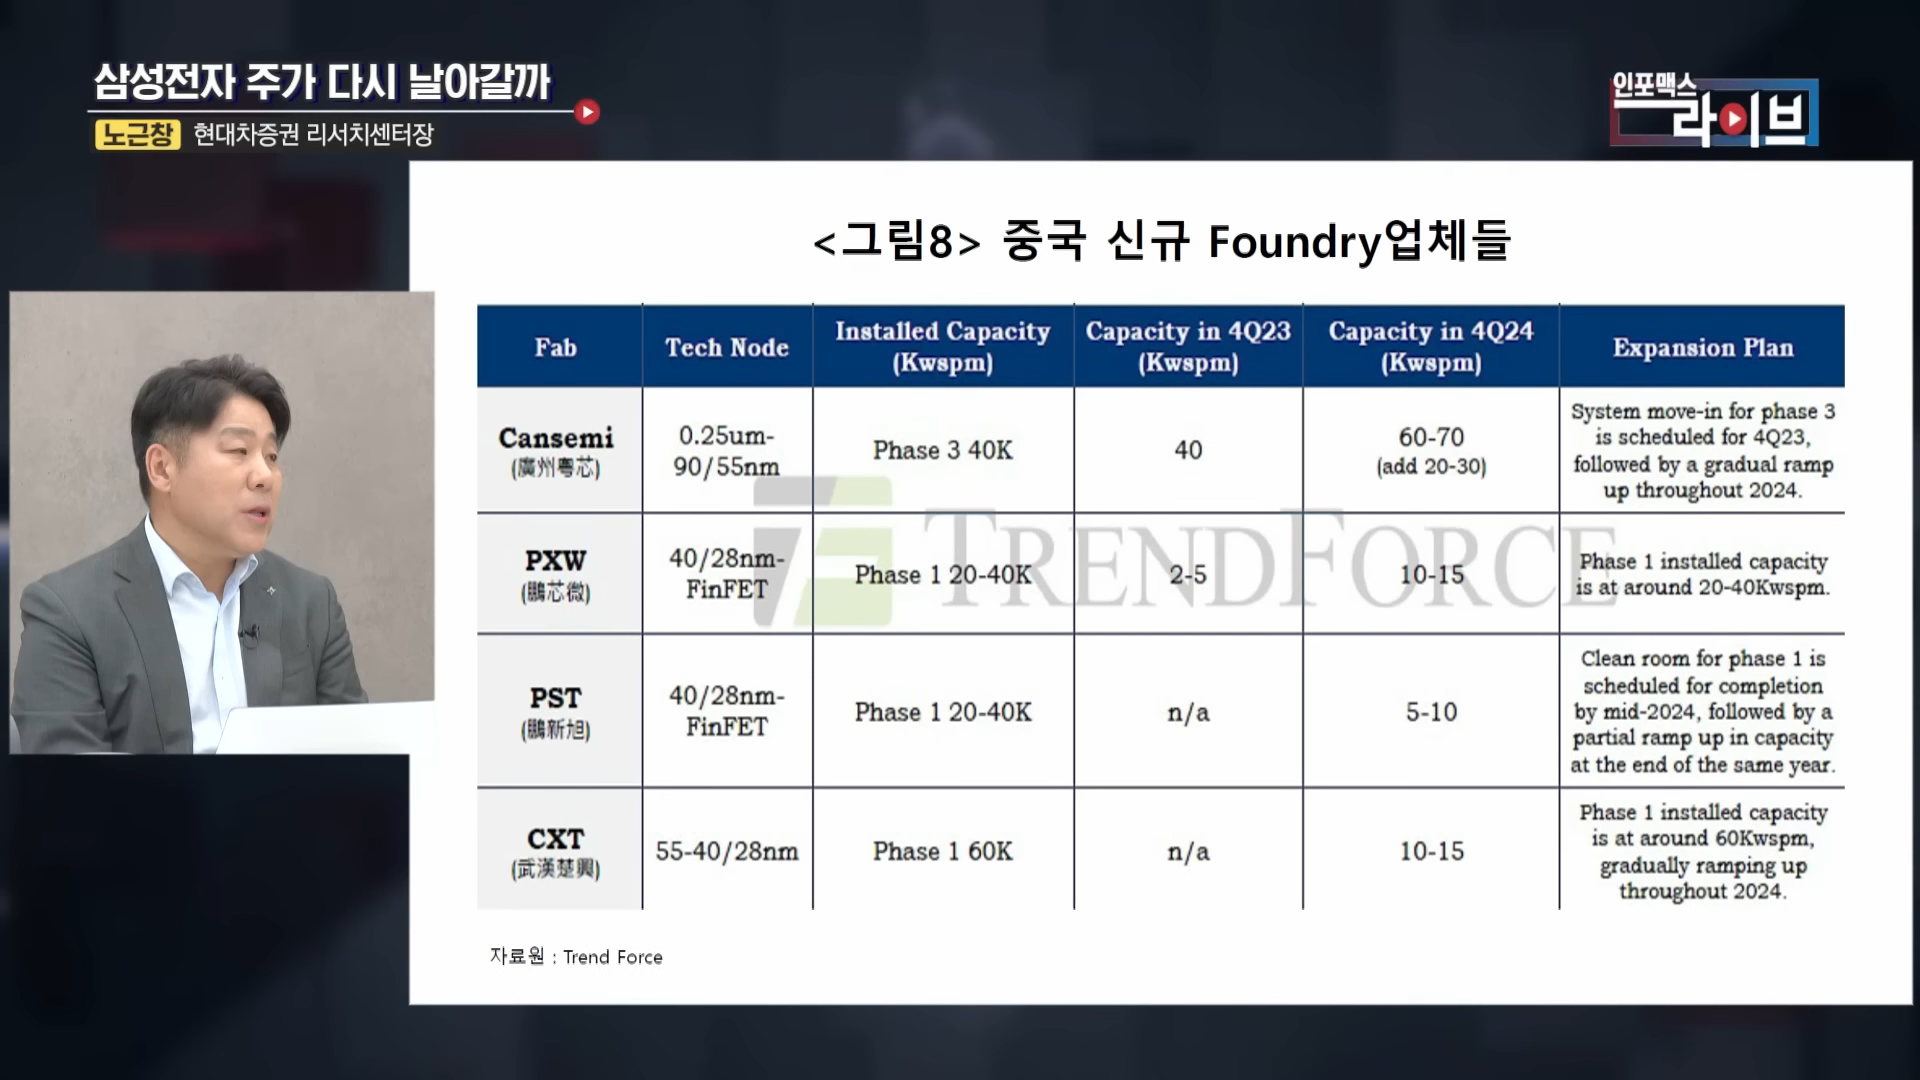 삼성전자 주가 다시 날아갈까
노근창 현대차증권 리서치센터장
인포맥스
라이브
<그림8> 중국 신규 Foundry업체들
Fab
Tech Node
Installed Capacity
(Kwspm)
Capacity in 4Q23
(Kwspm)
Capacity in 4Q24
(Kwspm)
Expansion Plan
Cansemi
(廣州粵芯)
0.25um-
90/55nm
Phase 3 40K
40
60-70
(add 20-30)
System move-in for phase 3
is scheduled for 4Q23,
followed by a gradual ramp
up throughout 2024.
PXW
(鵬芯微)
40/28nm-
FinFET
Phase 1 20-40K
2-5
10-15
Phase 1 installed capacity
is at around 20-40Kwspm.
PST
(鵬新旭)
40/28nm-
FinFET
Phase 1 20-40K
n/a
5-10
Clean room for phase 1 is
scheduled for completion
by mid-2024, followed by a
partial ramp up in capacity
at the end of the same year.
CXT
(武漢楚興)
55-40/28nm
Phase 1 60K
n/a
10-15
Phase 1 installed capacity
is at around 60Kwspm,
gradually ramping up
throughout 2024.
TRENDFORCE
자료원 : Trend Force